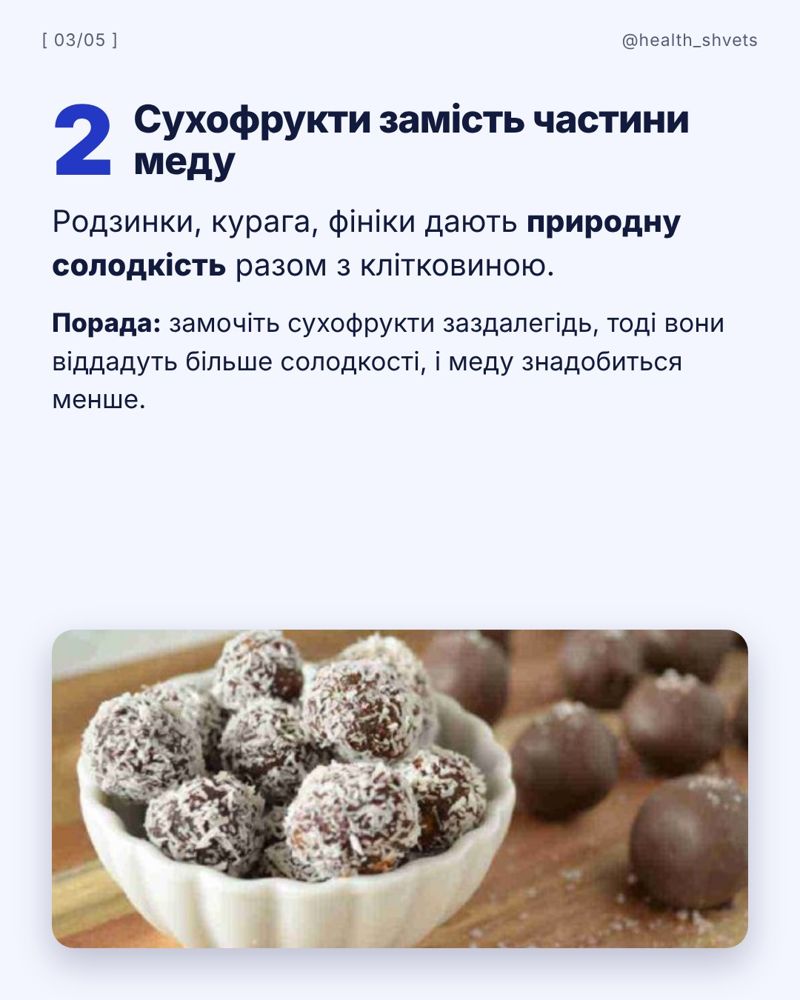 [ 03/05 ]
@health_shvets
2
Сухофрукти замість частини
меду
Родзинки, курага, фініки дають природну
солодкість разом з клітковиною.
Порада: замочіть сухофрукти заздалегідь, тоді вони
віддадуть більше солодкості, і меду знадобиться
менше.